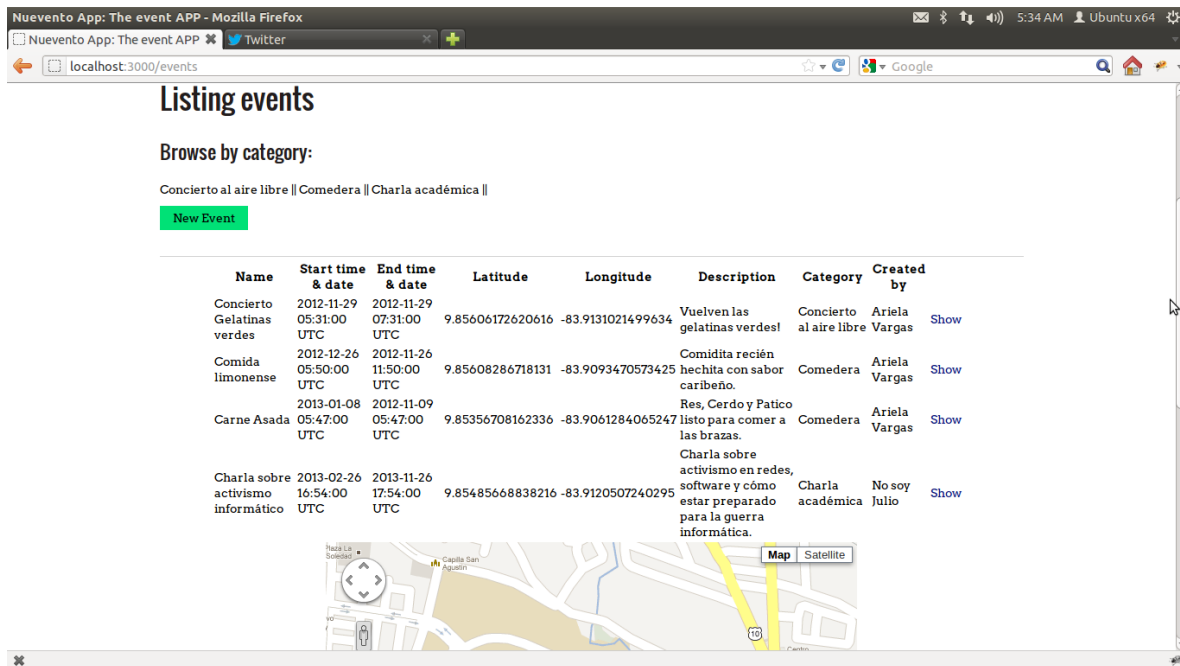 Nuevento App: The event APP - Mozilla Firefox
5:34 AM Ubuntu x64
Nuevento App: The event APP Twitter
localhost:3000/events Google
Listing events
Browse by category:
Concierto al aire libre || Comedera || Charla académica ||
New Event
Name Start time & date End time & date Latitude Longitude Description Category Created by
Concierto Gelatinas verdes 2012-11-29 05:31:00 UTC 2012-11-29 07:31:00 UTC 9.85606172620616 -83.9131021499634 Vuelven las gelatinas verdes! Concierto al aire libre Ariela Vargas Show
Comida limonense 2012-12-26 05:50:00 UTC 2012-11-26 11:50:00 UTC 9.85608286718131 -83.9093470573425 Comidita recién hechita con sabor caribeño. Comedera Ariela Vargas Show
Carne Asada 2013-01-08 05:47:00 UTC 2012-11-09 05:47:00 UTC 9.85356708162336 -83.9061284065247 Res, Cerdo y Patico listo para comer a las brazas. Comedera Ariela Vargas Show
Charla sobre activismo informático 2013-02-26 16:54:00 UTC 2013-11-26 17:54:00 UTC 9.85485668838216 -83.9120507240295 Charla sobre activismo en redes, software y cómo estar preparado para la guerra informática. Charla académica No soy Julio Show
Plaza La Soledad
Capilla San Agustin
Map Satellite
10
Centro